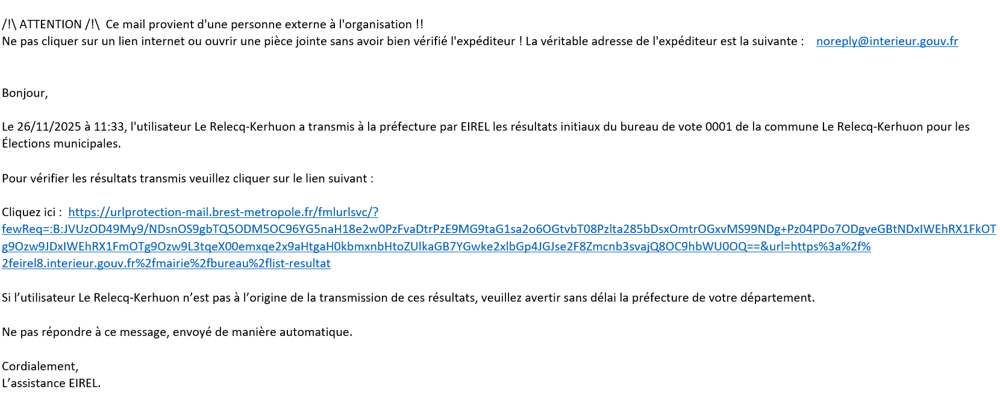 /!\ ATTENTION /!\  Ce mail provient d'une personne externe à l'organisation !!
Ne pas cliquer sur un lien internet ou ouvrir une pièce jointe sans avoir bien vérifié l'expéditeur ! La véritable adresse de l'expéditeur est la suivante :    noreply@interieur.gouv.fr
Bonjour,
Le 26/11/2025 à 11:33, l'utilisateur Le Relecq-Kerhuon a transmis à la préfecture par EIREL les résultats initiaux du bureau de vote 0001 de la commune Le Relecq-Kerhuon pour les
Élections municipales.
Pour vérifier les résultats transmis veuillez cliquer sur le lien suivant :
Cliquez ici :  https://urlprotection-mail.brest-metropole.fr/fmlurlsvc/?
fewReq=:B:JVUzOD49My9/NDsnOS9gbTQ5ODM5OC96YG5naH18e2w0PzFvaDtrPzE9MG9taG1sa2o6OGtvbT08Pzlta285bDsxOmtrOGxvMS99NDg+Pz04PDo7ODgveGBtNDxIWEhRX1FkOT
g9Ozw9JDxIWEhRX1FmOTg9Ozw9L3tqeX00emxqe2x9aHtgaH0kbmxnbHtoZUlkaGB7YGwke2xlbGp4JGJse2F8Zmcnb3svajQ8OC9hbWU0OQ==&url=https%3a%2f%
2feirel8.interieur.gouv.fr%2fmairie%2fbureau%2flist-resultat
Si l’utilisateur Le Relecq-Kerhuon n’est pas à l’origine de la transmission de ces résultats, veuillez avertir sans délai la préfecture de votre département.
Ne pas répondre à ce message, envoyé de manière automatique.
Cordialement,
L’assistance EIREL.